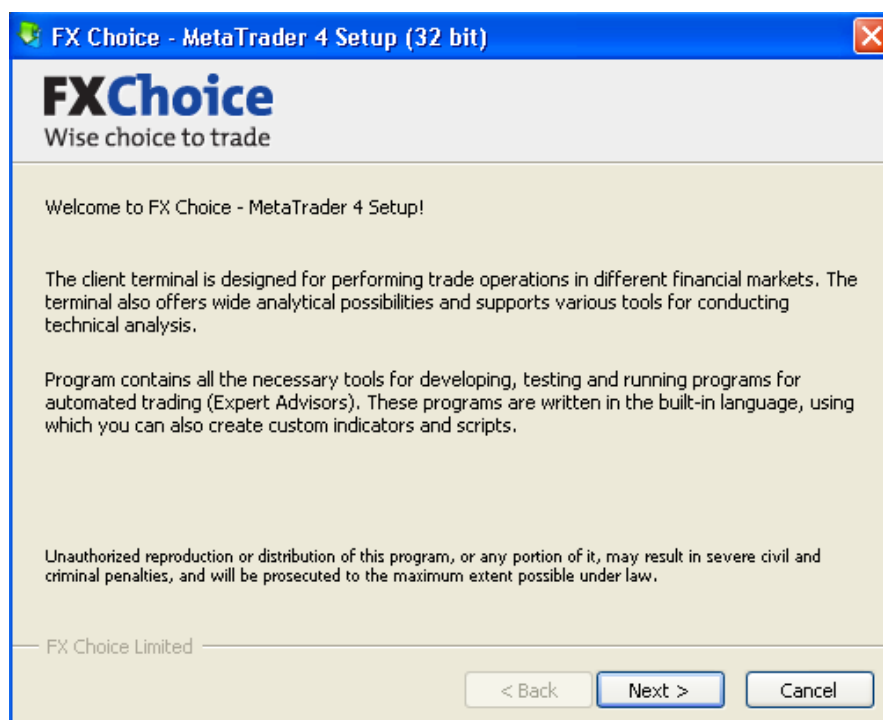 FX Choice - MetaTrader 4 Setup (32 bit)
FXChoice
Wise choice to trade
Welcome to FX Choice - MetaTrader 4 Setup!
The client terminal is designed for performing trade operations in different financial markets. The
terminal also offers wide analytical possibilities and supports various tools for conducting
technical analysis.
Program contains all the necessary tools for developing, testing and running programs for
automated trading (Expert Advisors). These programs are written in the built-in language, using
which you can also create custom indicators and scripts.
Unauthorized reproduction or distribution of this program, or any portion of it, may result in severe civil and
criminal penalties, and will be prosecuted to the maximum extent possible under law.
FX Choice Limited
< Back Next > Cancel